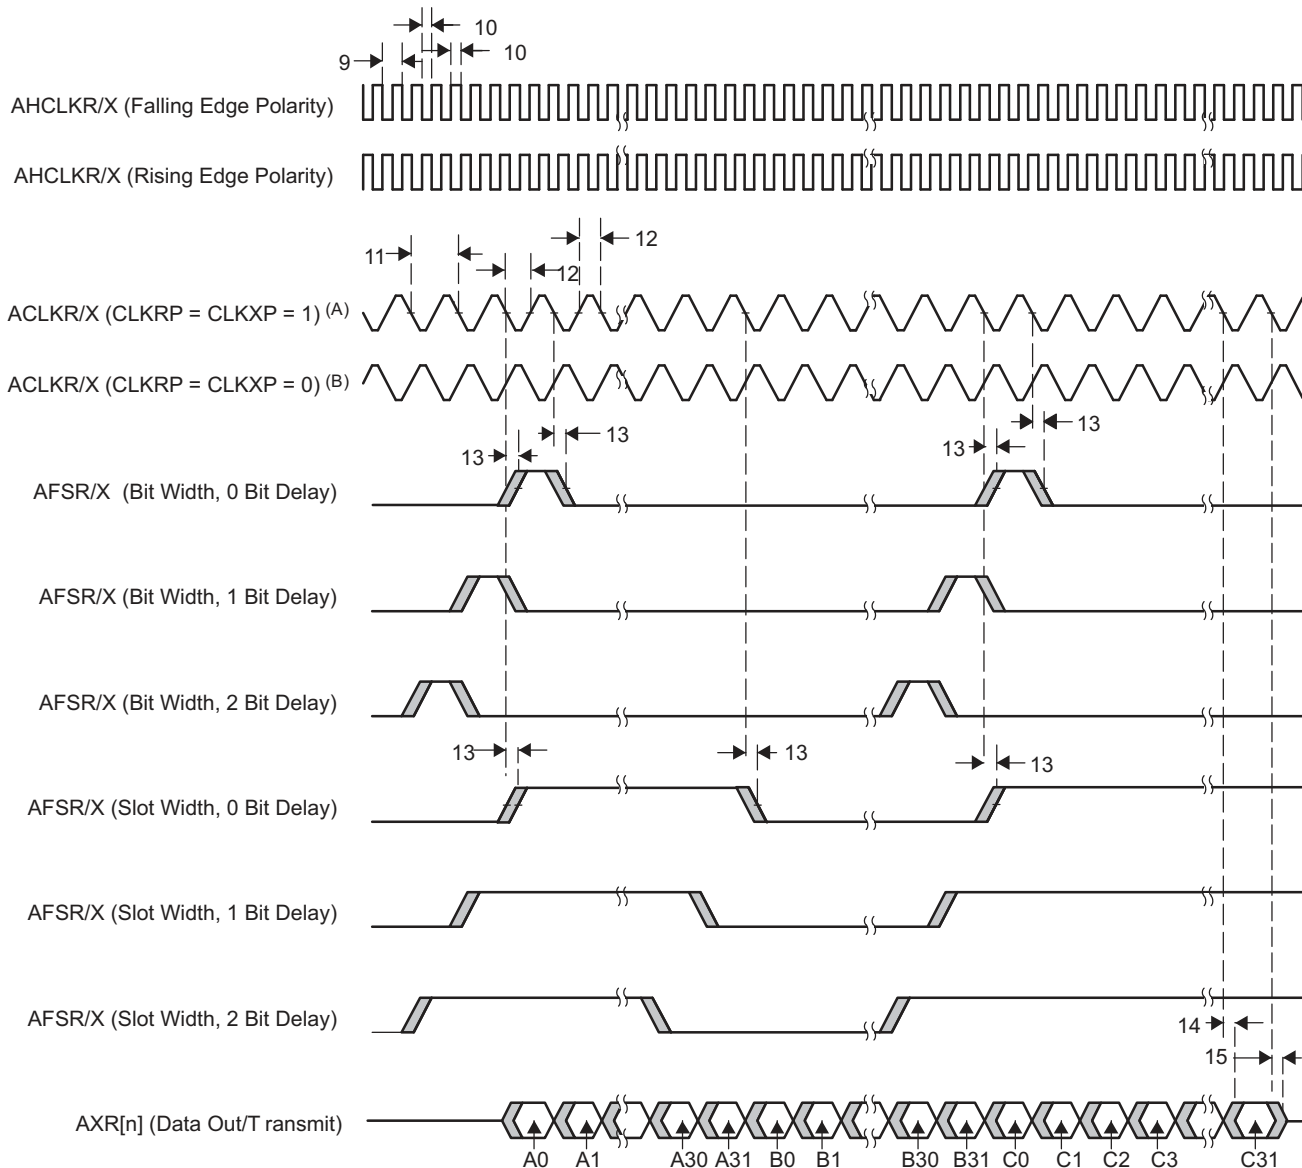 10
10
9
AHCLKR/X (Falling Edge Polarity)
AHCLKR/X (Rising Edge Polarity)
12
11
12
ACLKR/X (CLKRP = CLKXP = 1) (A)
ACLKR/X (CLKRP = CLKXP = 0) (B)
13
13
13
13
AFSR/X (Bit Width, 0 Bit Delay)
AFSR/X (Bit Width, 1 Bit Delay)
AFSR/X (Bit Width, 2 Bit Delay)
13
13
13
AFSR/X (Slot Width, 0 Bit Delay)
AFSR/X (Slot Width, 1 Bit Delay)
AFSR/X (Slot Width, 2 Bit Delay)
14
15
AXR[n] (Data Out/T ransmit)
A0 A1 A30 A31 B0 B1 B30 B31 C0 C1 C2 C3 C31